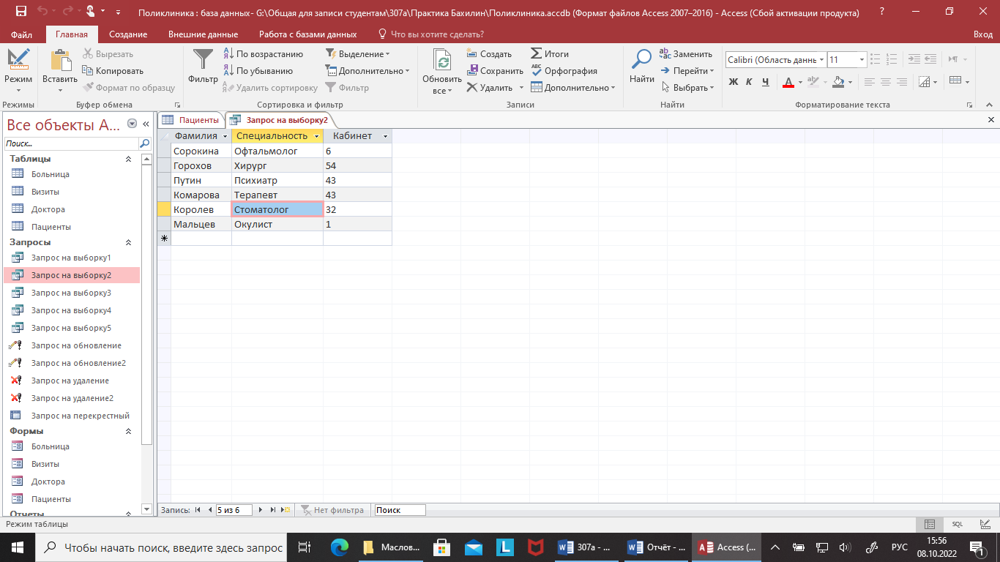 Поликлиника : база данных- G:\Общая для записи студентам\307а\Практика Бахилин\Поликлиника.accdb (Формат файлов Access 2007–2016) - Access (Сбой активации продукта)
?
Файл Главная Создание Внешние данные Работа с базами данных Что вы хотите сделать? Вход
Режим
Режимы
Вставить
Вырезать
Копировать
Формат по образцу
Буфер обмена
Фильтр
По возрастанию
По убыванию
Удалить сортировку
Выделение
Дополнительно
Фильтр
Сортировка и фильтр
Обновить
все
Создать
Сохранить
Удалить
Итоги
Орфография
Дополнительно
Записи
Найти
Заменить
Перейти
Выбрать
Найти
Calibri (Область данн 11
Ж К Ч А
Форматирование текста
Все объекты A...
Поиск...
Таблицы
Больница
Визиты
Доктора
Пациенты
Запросы
Запрос на выборку1
Запрос на выборку2
Запрос на выборку3
Запрос на выборку4
Запрос на выборку5
Запрос на обновление
Запрос на обновление2
Запрос на удаление
Запрос на удаление2
Запрос на перекрестный
Формы
Больница
Визиты
Доктора
Пациенты
Отчеты
Пациенты Запрос на выборку2
Фамилия Специальность Кабинет
Сорокина Офтальмолог 6
Горохов Хирург 54
Путин Психиатр 43
Комарова Терапевт 43
Королев Стоматолог 32
Мальцев Окулист 1
Запись: 5 из 6 Нет фильтра Поиск
Режим таблицы SQL
Чтобы начать поиск, введите здесь запрос
Маслов...
307а - ...
Отчёт - ...
Access (...
РУС
15:56
08.10.2022
1